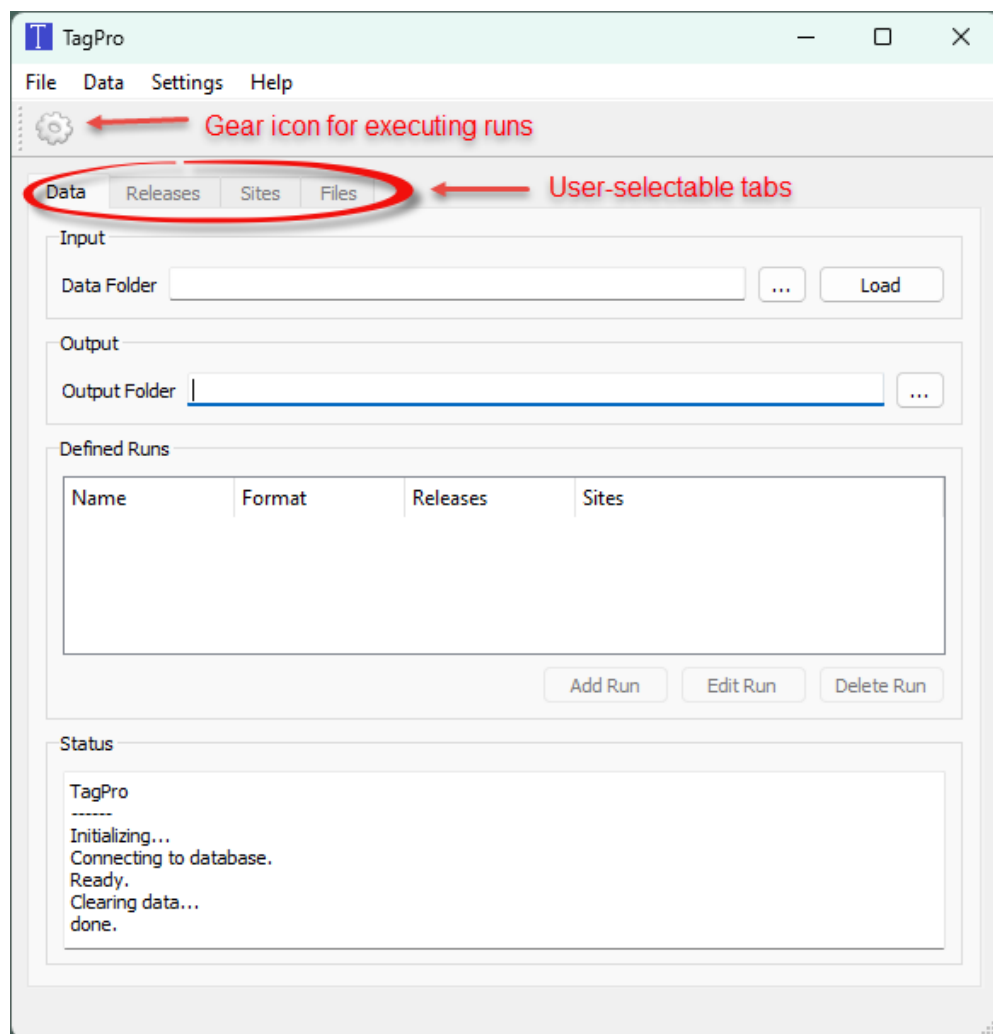 T TagPro
File Data Settings Help
Gear icon for executing runs
Data Releases Sites Files
User-selectable tabs
Input
Data Folder ... Load
Output
Output Folder ...
Defined Runs
Name Format Releases Sites
Add Run Edit Run Delete Run
Status
TagPro
------
Initializing...
Connecting to database.
Ready.
Clearing data...
done.